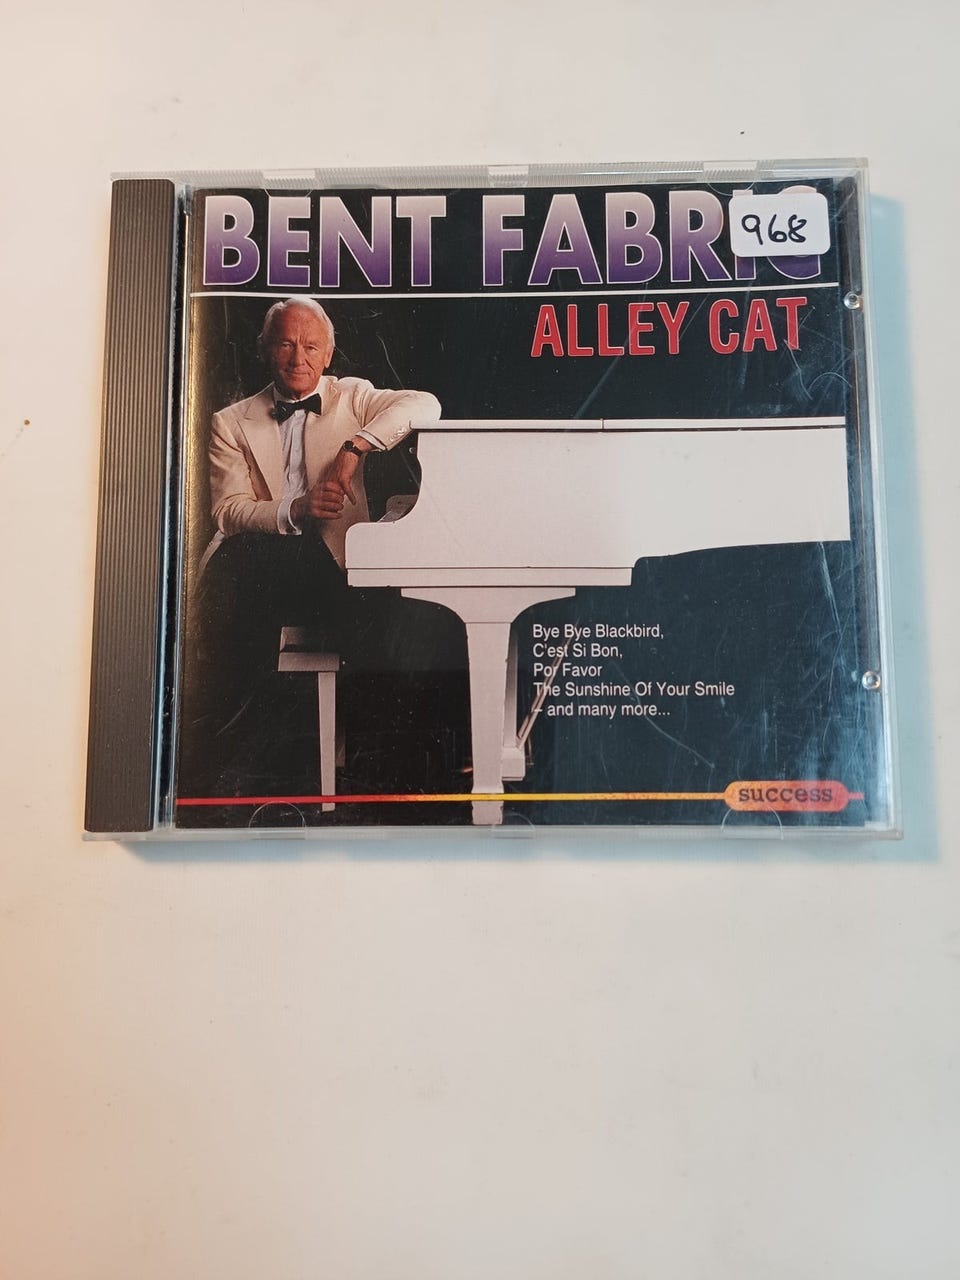 BENT FABRIC
968
ALLEY CAT
Bye Bye Blackbird,
C'est Si Bon,
Por Favor
The Sunshine Of Your Smile
– and many more...
success